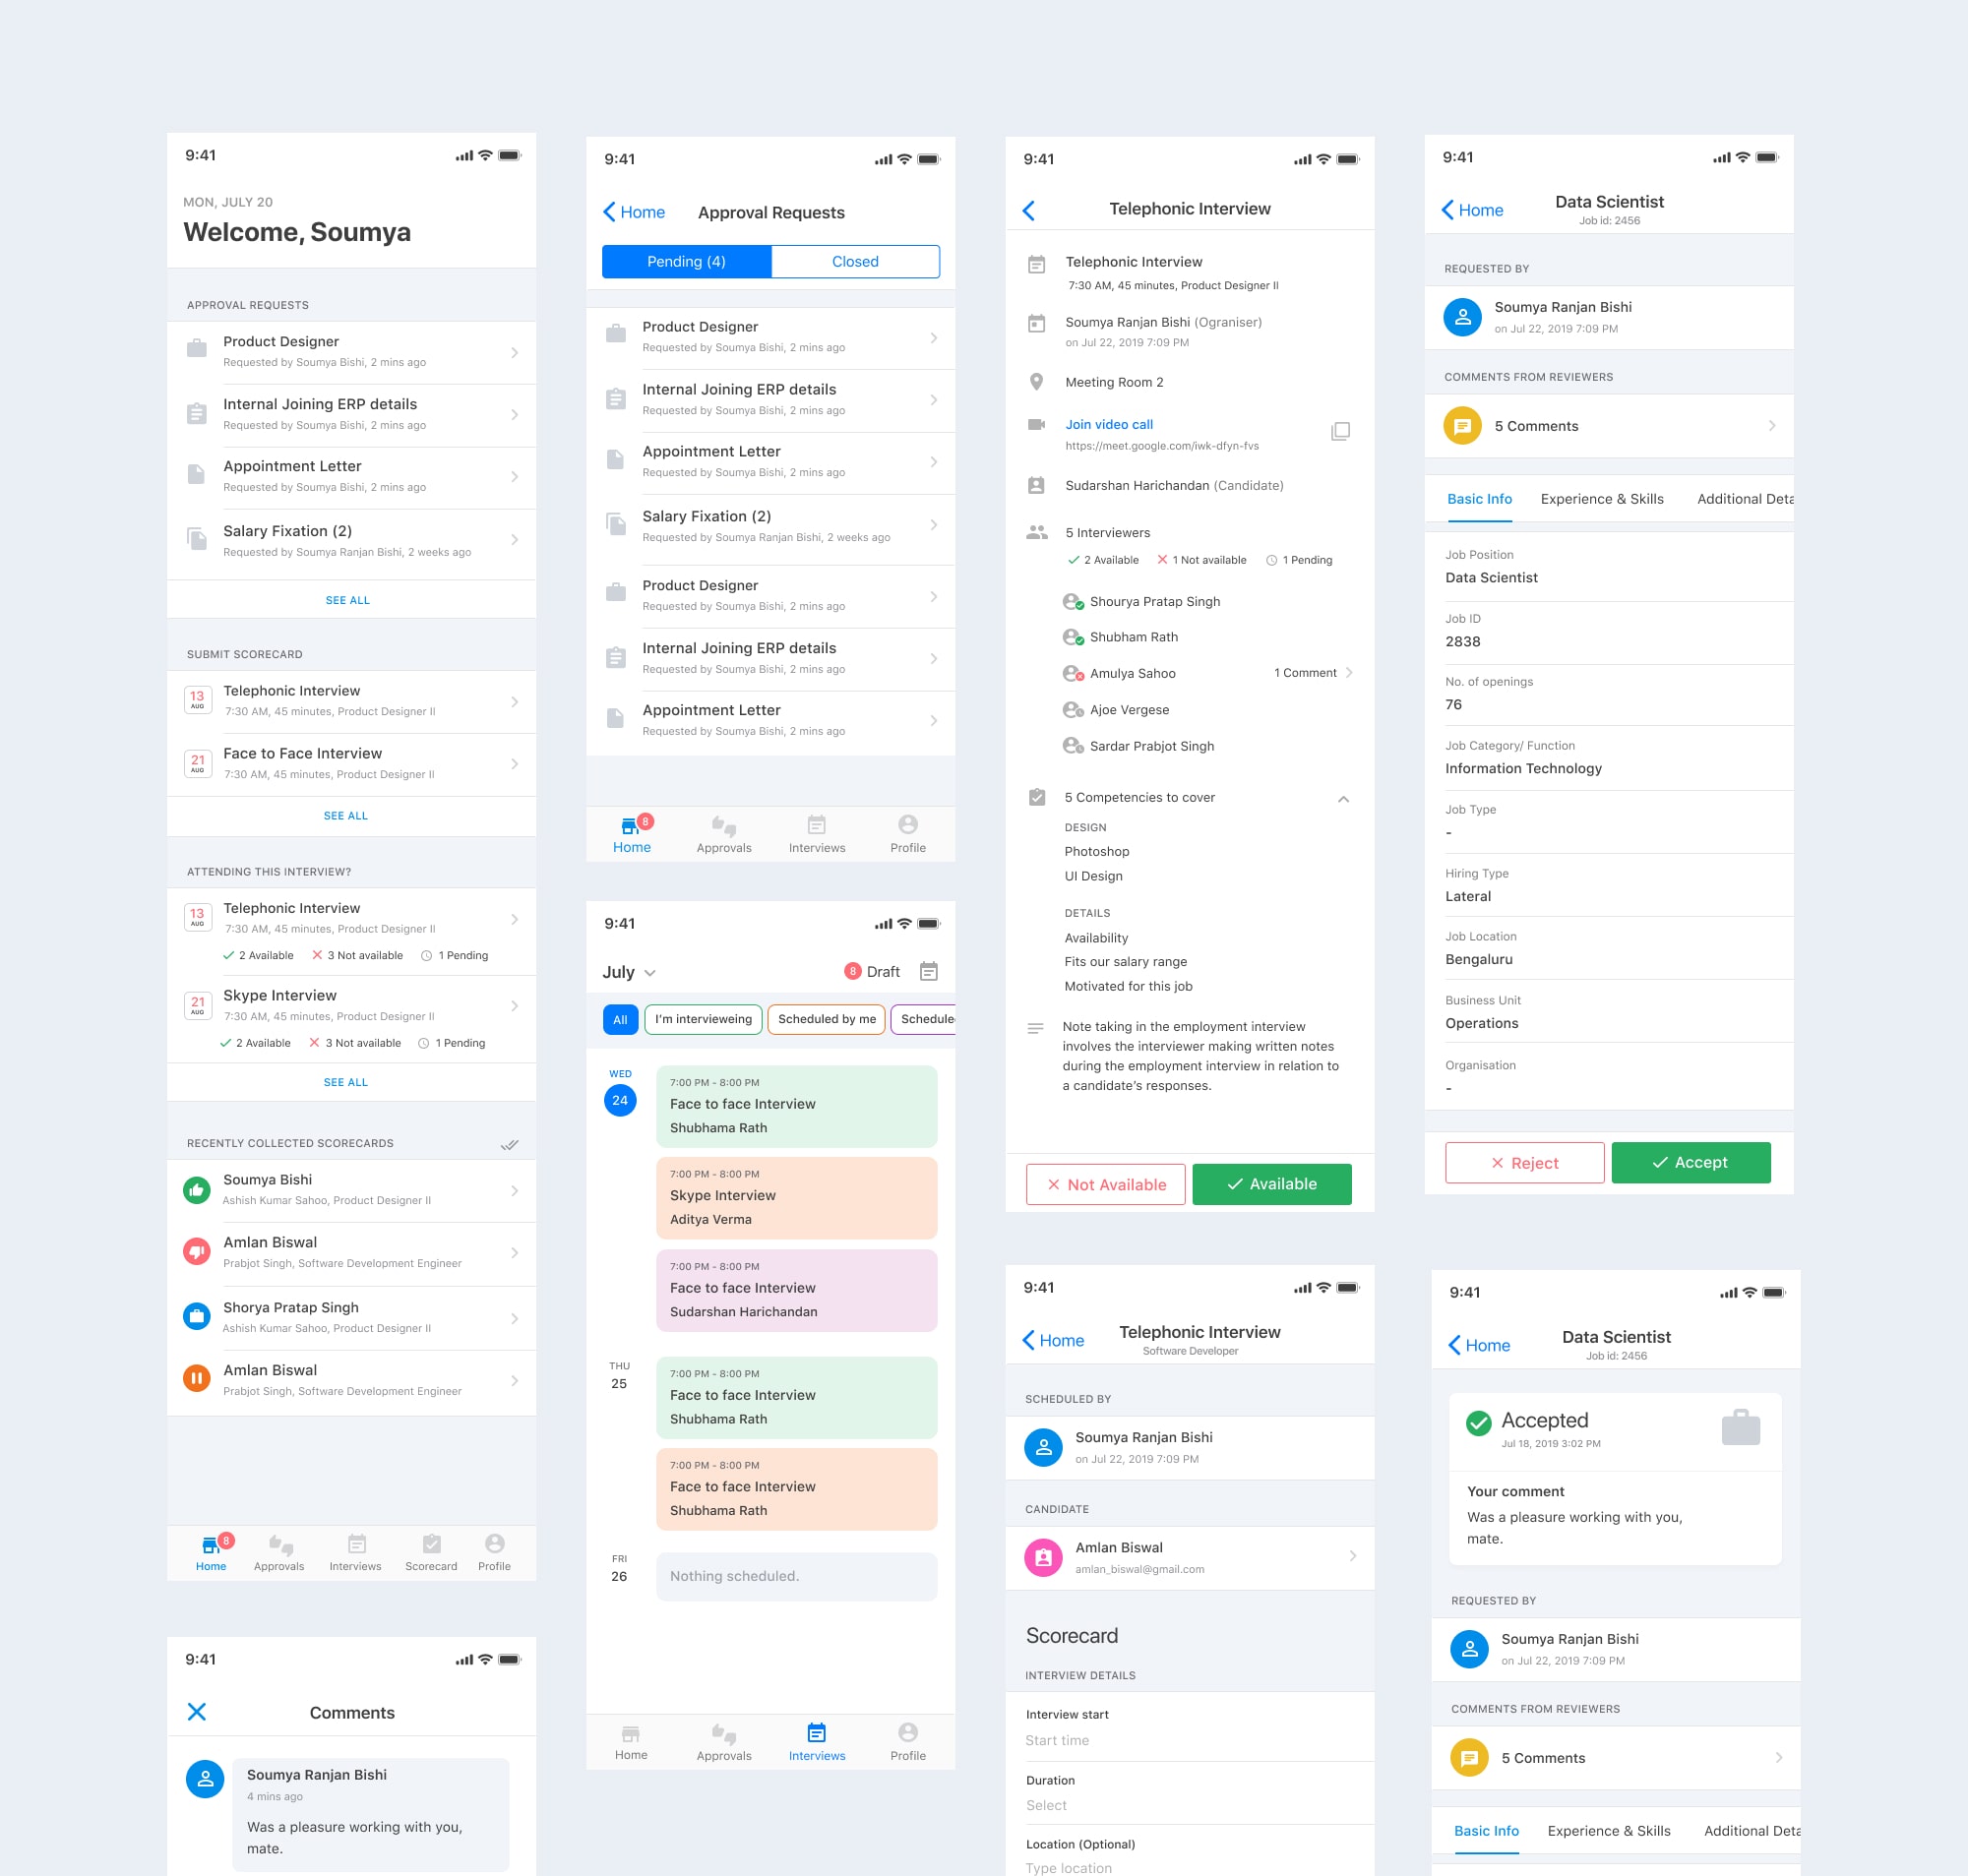 9:41
MON, JULY 20
Welcome, Soumya
APPROVAL REQUESTS
Product Designer
Requested by Soumya Bishi, 2 mins ago
Internal Joining ERP details
Requested by Soumya Bishi, 2 mins ago
Appointment Letter
Requested by Soumya Bishi, 2 mins ago
Salary Fixation (2)
Requested by Soumya Ranjan Bishi, 2 weeks ago
SEE ALL
SUBMIT SCORECARD
13
AUG
Telephonic Interview
7:30 AM, 45 minutes, Product Designer II
21
AUG
Face to Face Interview
7:30 AM, 45 minutes, Product Designer II
SEE ALL
ATTENDING THIS INTERVIEW?
13
AUG
Telephonic Interview
7:30 AM, 45 minutes, Product Designer II
2 Available 3 Not available 1 Pending
21
AUG
Skype Interview
7:30 AM, 45 minutes, Product Designer II
2 Available 3 Not available 1 Pending
SEE ALL
RECENTLY COLLECTED SCORECARDS
Soumya Bishi
Ashish Kumar Sahoo, Product Designer II
Amlan Biswal
Prabjot Singh, Software Development Engineer
Shorya Pratap Singh
Ashish Kumar Sahoo, Product Designer II
Amlan Biswal
Prabjot Singh, Software Development Engineer
8
Home Approvals Interviews Scorecard Profile
9:41
Comments
Soumya Ranjan Bishi
4 mins ago
Was a pleasure working with you,
mate.
9:41
Home Approval Requests
Pending (4) Closed
Product Designer
Requested by Soumya Bishi, 2 mins ago
Internal Joining ERP details
Requested by Soumya Bishi, 2 mins ago
Appointment Letter
Requested by Soumya Bishi, 2 mins ago
Salary Fixation (2)
Requested by Soumya Ranjan Bishi, 2 weeks ago
Product Designer
Requested by Soumya Bishi, 2 mins ago
Internal Joining ERP details
Requested by Soumya Bishi, 2 mins ago
Appointment Letter
Requested by Soumya Bishi, 2 mins ago
8
Home Approvals Interviews Profile
9:41
July 8 Draft
All I'm intervieweing Scheduled by me Schedule
WED
24
7:00 PM - 8:00 PM
Face to face Interview
Shubhama Rath
7:00 PM - 8:00 PM
Skype Interview
Aditya Verma
7:00 PM - 8:00 PM
Face to face Interview
Sudarshan Harichandan
THU
25
7:00 PM - 8:00 PM
Face to face Interview
Shubhama Rath
7:00 PM - 8:00 PM
Face to face Interview
Shubhama Rath
FRI
26
Nothing scheduled.
Home Approvals Interviews Profile
9:41
Telephonic Interview
Telephonic Interview
7:30 AM, 45 minutes, Product Designer II
Soumya Ranjan Bishi (Ograniser)
on Jul 22, 2019 7:09 PM
Meeting Room 2
Join video call
https://meet.google.com/iwk-dfyn-fvs
Sudarshan Harichandan (Candidate)
5 Interviewers
2 Available 1 Not available 1 Pending
Shourya Pratap Singh
Shubham Rath
Amulya Sahoo 1 Comment
Ajoe Vergese
Sardar Prabjot Singh
5 Competencies to cover
DESIGN
Photoshop
UI Design
DETAILS
Availability
Fits our salary range
Motivated for this job
Note taking in the employment interview
involves the interviewer making written notes
during the employment interview in relation to
a candidate's responses.
Not Available Available
9:41
Home Telephonic Interview
Software Developer
SCHEDULED BY
Soumya Ranjan Bishi
on Jul 22, 2019 7:09 PM
CANDIDATE
Amlan Biswal
amlan_biswal@gmail.com
Scorecard
INTERVIEW DETAILS
Interview start
Start time
Duration
Select
Location (Optional)
Type location
9:41
Home Data Scientist
Job id: 2456
REQUESTED BY
Soumya Ranjan Bishi
on Jul 22, 2019 7:09 PM
COMMENTS FROM REVIEWERS
5 Comments
Basic Info Experience & Skills Additional Deta
Job Position
Data Scientist
Job ID
2838
No. of openings
76
Job Category/ Function
Information Technology
Job Type
-
Hiring Type
Lateral
Job Location
Bengaluru
Business Unit
Operations
Organisation
-
Reject Accept
9:41
Home Data Scientist
Job id: 2456
Accepted
Jul 18, 2019 3:02 PM
Your comment
Was a pleasure working with you,
mate.
REQUESTED BY
Soumya Ranjan Bishi
on Jul 22, 2019 7:09 PM
COMMENTS FROM REVIEWERS
5 Comments
Basic Info Experience & Skills Additional Deta